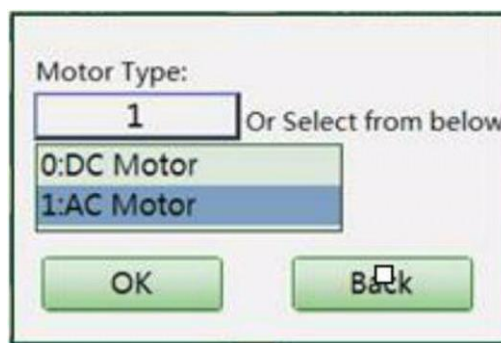 Motor Type:
1 Or Select from below
0:DC Motor
1:AC Motor
OK Back